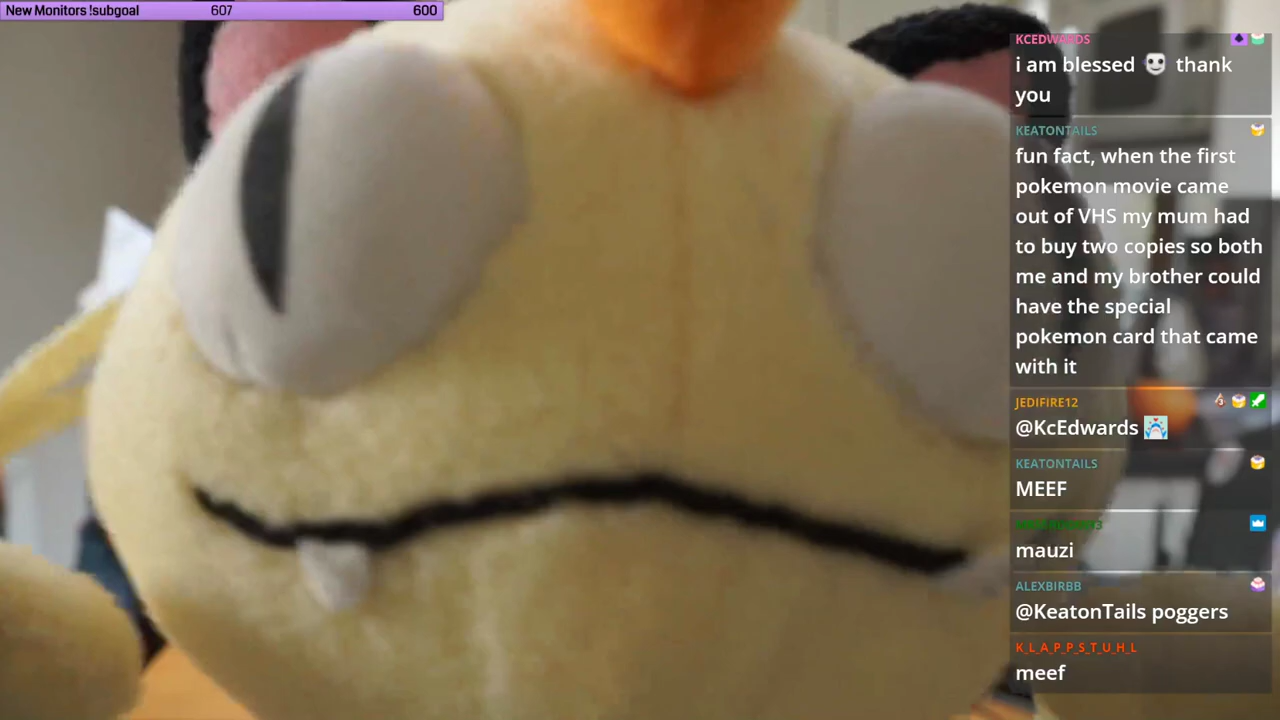 New Monitors !subgoal 607 600
KCEDWARDS
i am blessed thank
you
KEATONTAILS
fun fact, when the first
pokemon movie came
out of VHS my mum had
to buy two copies so both
me and my brother could
have the special
pokemon card that came
with it
JEDIFIRE12
@KcEdwards
KEATONTAILS
MEEF
mauzi
ALEXBIRBB
@KeatonTails poggers
K_L_A_P_P_S_T_U_H_L
meef